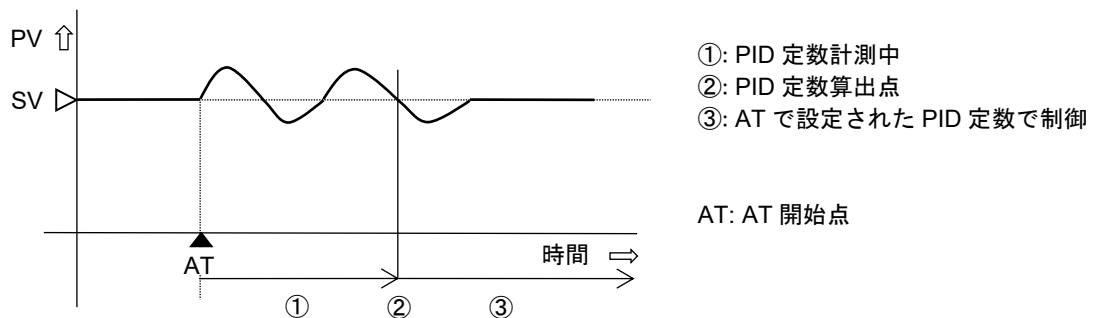 PV ⇧
SV
AT
時間 ⇨
① ② ③
①: PID 定数計測中
②: PID 定数算出点
③: AT で設定された PID 定数で制御
AT: AT 開始点